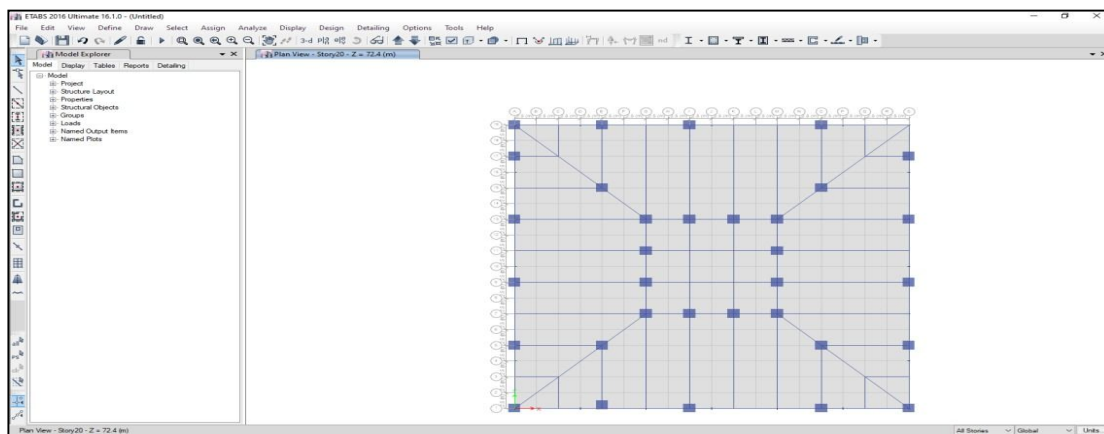 ETABS 2016 Ultimate 16.1.0 - (Untitled)
File Edit View Define Draw Select Assign Analyze Display Design Detailing Options Tools Help
3-d
nd
Model Explorer
Plan View - Story20 - Z = 72.4 (m)
Model Display Tables Reports Detailing
Model
Project
Structure Layout
Properties
Structural Objects
Groups
Loads
Named Output Items
Named Plots
X
Plan View - Story20 - Z = 72.4 (m)
All Stories Global Units...